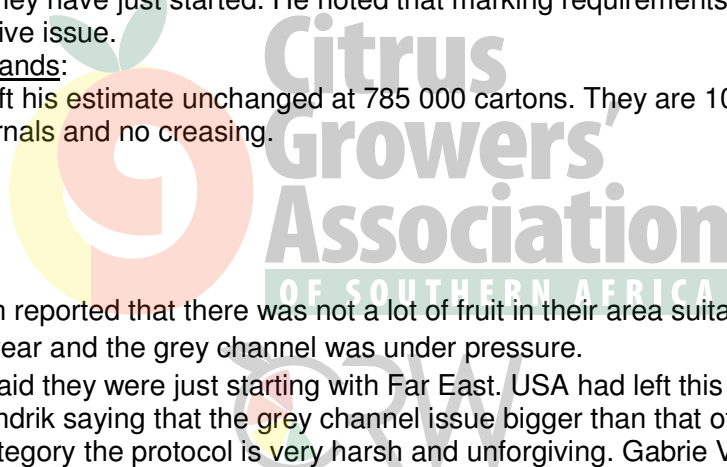 they have just started. He noted that marking requirements
ive issue.
ands:
ft his estimate unchanged at 785 000 cartons. They are 10
rnals and no creasing.
Citrus
Growers'
Association
OF SOUTHERN AFRICA
reported that there was not a lot of fruit in their area suita
ear and the grey channel was under pressure.
aid they were just starting with Far East. USA had left this
ndrik saying that the grey channel issue bigger than that o
tegory the protocol is very harsh and unforgiving. Gabrie V